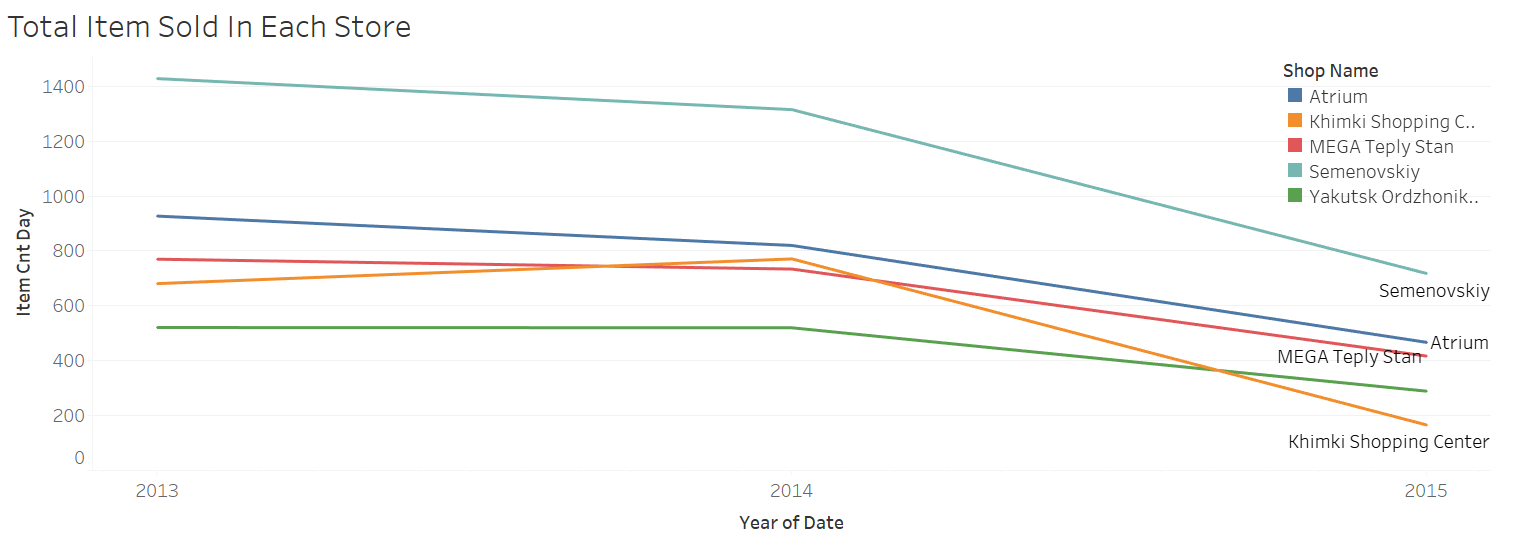 Total Item Sold In Each Store
Shop Name
Atrium
Khimki Shopping C..
MEGA Teply Stan
Semenovskiy
Yakutsk Ordzhonik..
Item Cnt Day
1400
1200
1000
800
600
400
200
0
Semenovskiy
Atrium
MEGA Teply Stan
Khimki Shopping Center
2013
2014
2015
Year of Date